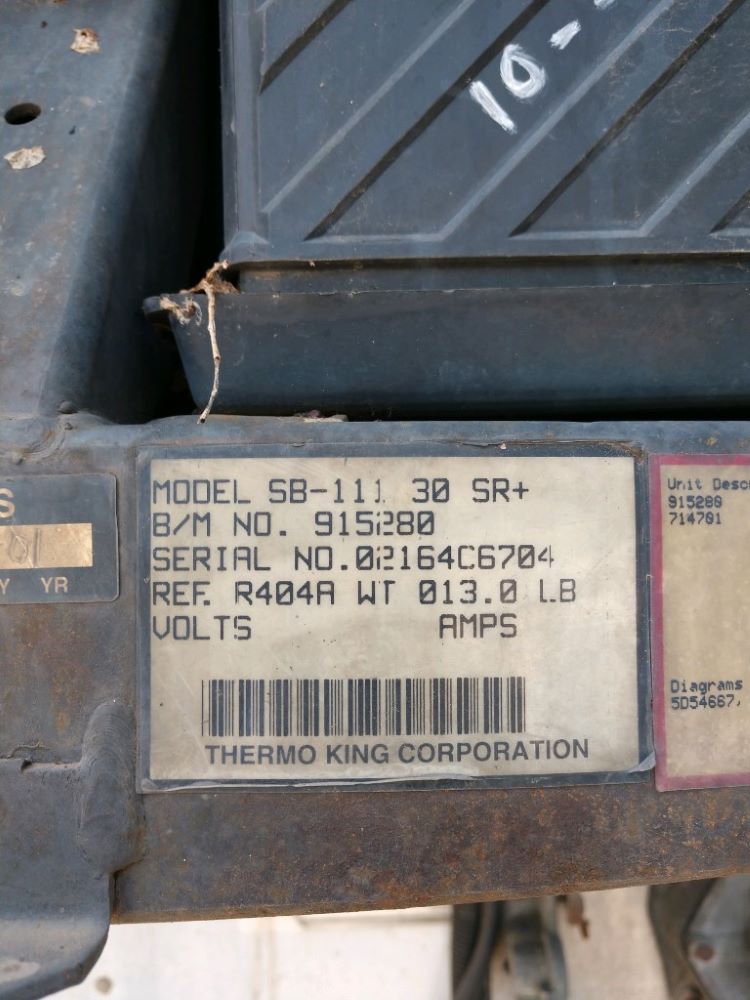 10-
MODEL SB-111 30 SR+
B/M NO. 915280
SERIAL NO.02164C6704
REF. R404A WT 013.0 LB
VOLTS AMPS
THERMO KING CORPORATION
S
01
Y YR
Unit Desc
915280
714701
Diagrams
5D54667,